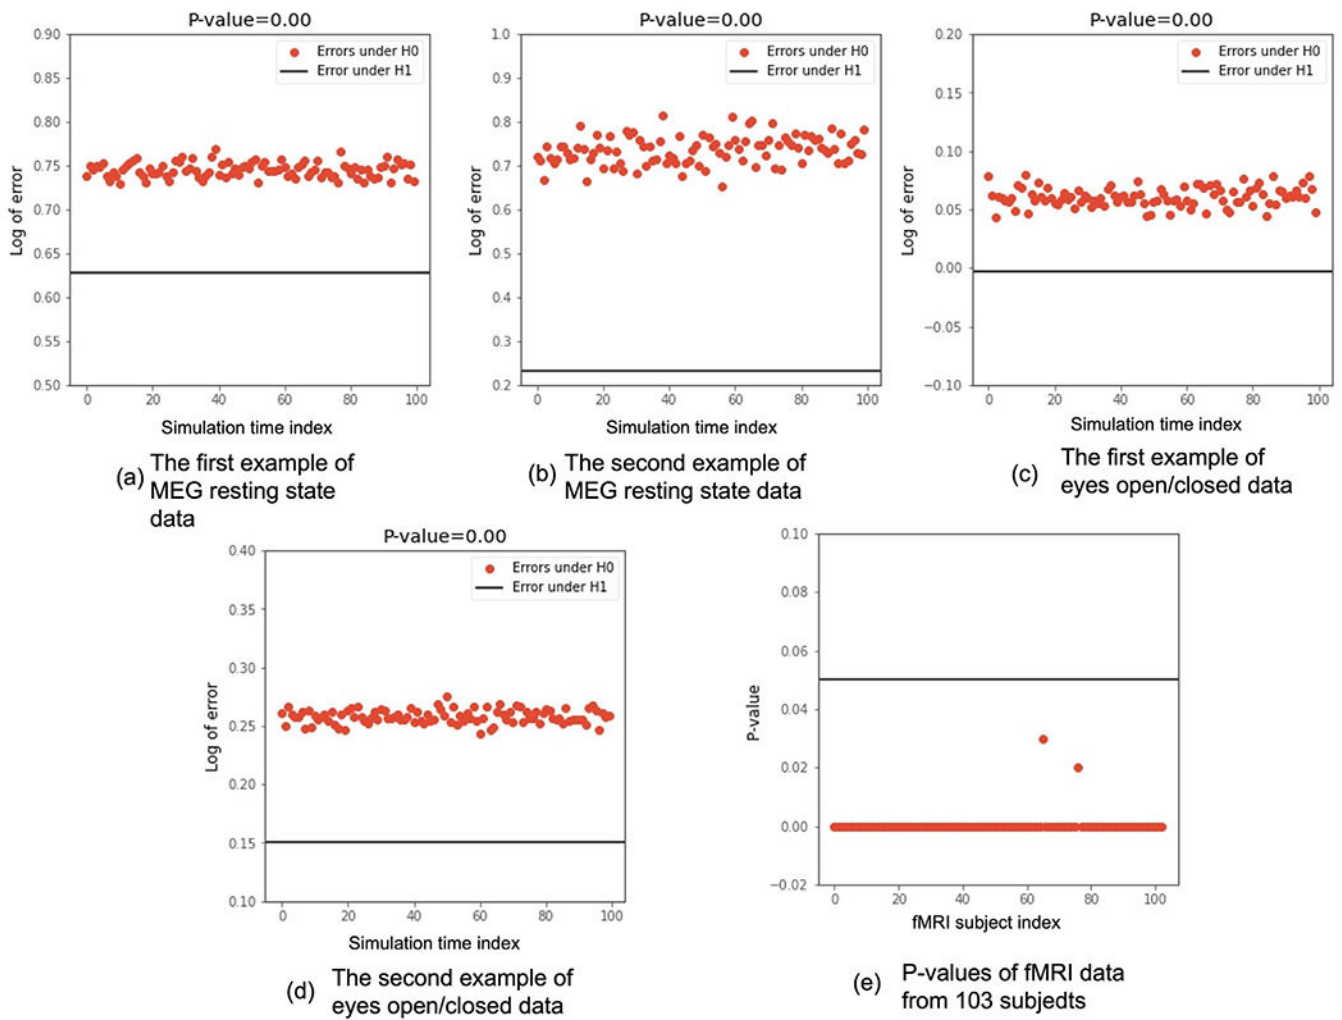 P-value=0.00
Errors under H0
Error under H1
Log of error
0.90
0.85
0.80
0.75
0.70
0.65
0.60
0.55
0.50
0 20 40 60 80 100
Simulation time index
(a) The first example of
MEG resting state
data
P-value=0.00
Errors under H0
Error under H1
Log of error
1.0
0.9
0.8
0.7
0.6
0.5
0.4
0.3
0.2
0 20 40 60 80 100
Simulation time index
(b) The second example of
MEG resting state data
P-value=0.00
Errors under H0
Error under H1
Log of error
0.20
0.15
0.10
0.05
0.00
−0.05
−0.10
0 20 40 60 80 100
Simulation time index
(c) The first example of
eyes open/closed data
P-value=0.00
Errors under H0
Error under H1
Log of error
0.40
0.35
0.30
0.25
0.20
0.15
0.10
0 20 40 60 80 100
Simulation time index
(d) The second example of
eyes open/closed data
P-value
0.10
0.08
0.06
0.04
0.02
0.00
−0.02
0 20 40 60 80 100
fMRI subject index
(e) P-values of fMRI data
from 103 subjedts